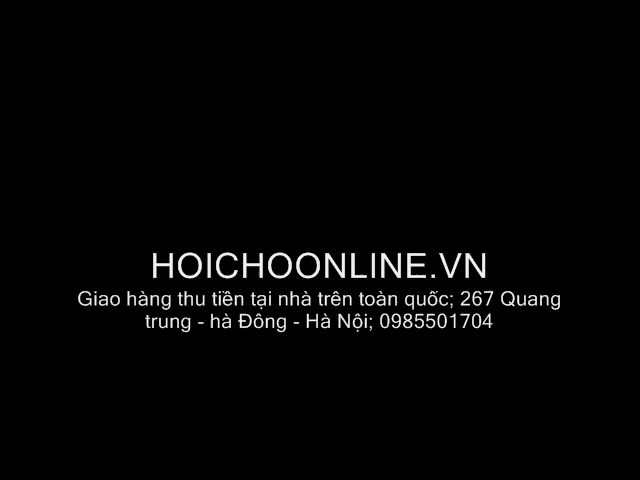 HOICHOONLINE.VN
Giao hàng thu tiền tại nhà trên toàn quốc; 267 Quang
trung - hà Đông - Hà Nội; 0985501704